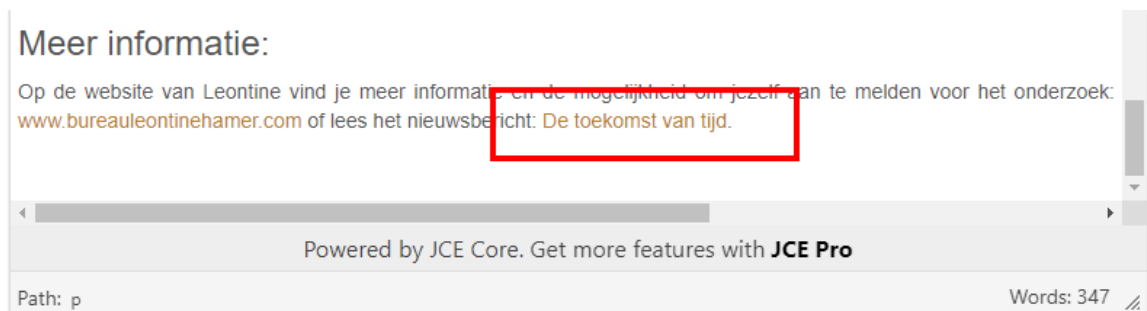 Meer informatie:
Op de website van Leontine vind je meer informatie en de mogelijkheid om jezelf aan te melden voor het onderzoek:
www.bureauleontinehamer.com of lees het nieuwsbericht: De toekomst van tijd.
Powered by JCE Core. Get more features with JCE Pro
Path: p
Words: 347